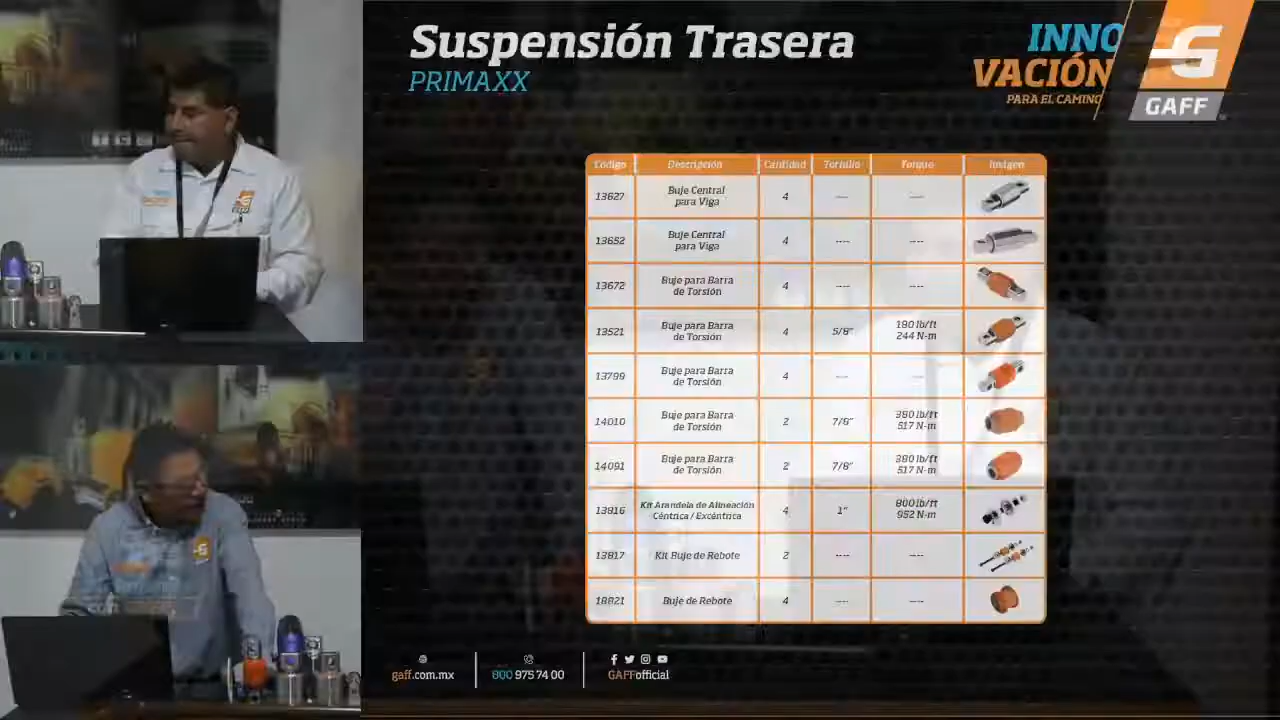 Suspensión Trasera
PRIMAXX
INNO
VACIÓN
PARA EL CAMINO
G
GAFF
Código Descripción Cantidad Tornillo Torque Imagen
13627 Buje Central para Viga 4 ---- ----
13652 Buje Central para Viga 4 ---- ----
13672 Buje para Barra de Torsión 4 ---- ----
13521 Buje para Barra de Torsión 4 5/8" 180 lb/ft 244 N-m
13799 Buje para Barra de Torsión 4 ---- ----
14010 Buje para Barra de Torsión 2 7/8" 380 lb/ft 517 N-m
14091 Buje para Barra de Torsión 2 7/8" 380 lb/ft 517 N-m
13816 Kit Arandela de Alineación Céntrica / Excéntrica 4 1" 800 lb/ft 952 N-m
13817 Kit Buje de Rebote 2 ---- ----
18821 Buje de Rebote 4 ---- ----
gaff.com.mx
800 975 74 00
GAFFofficial